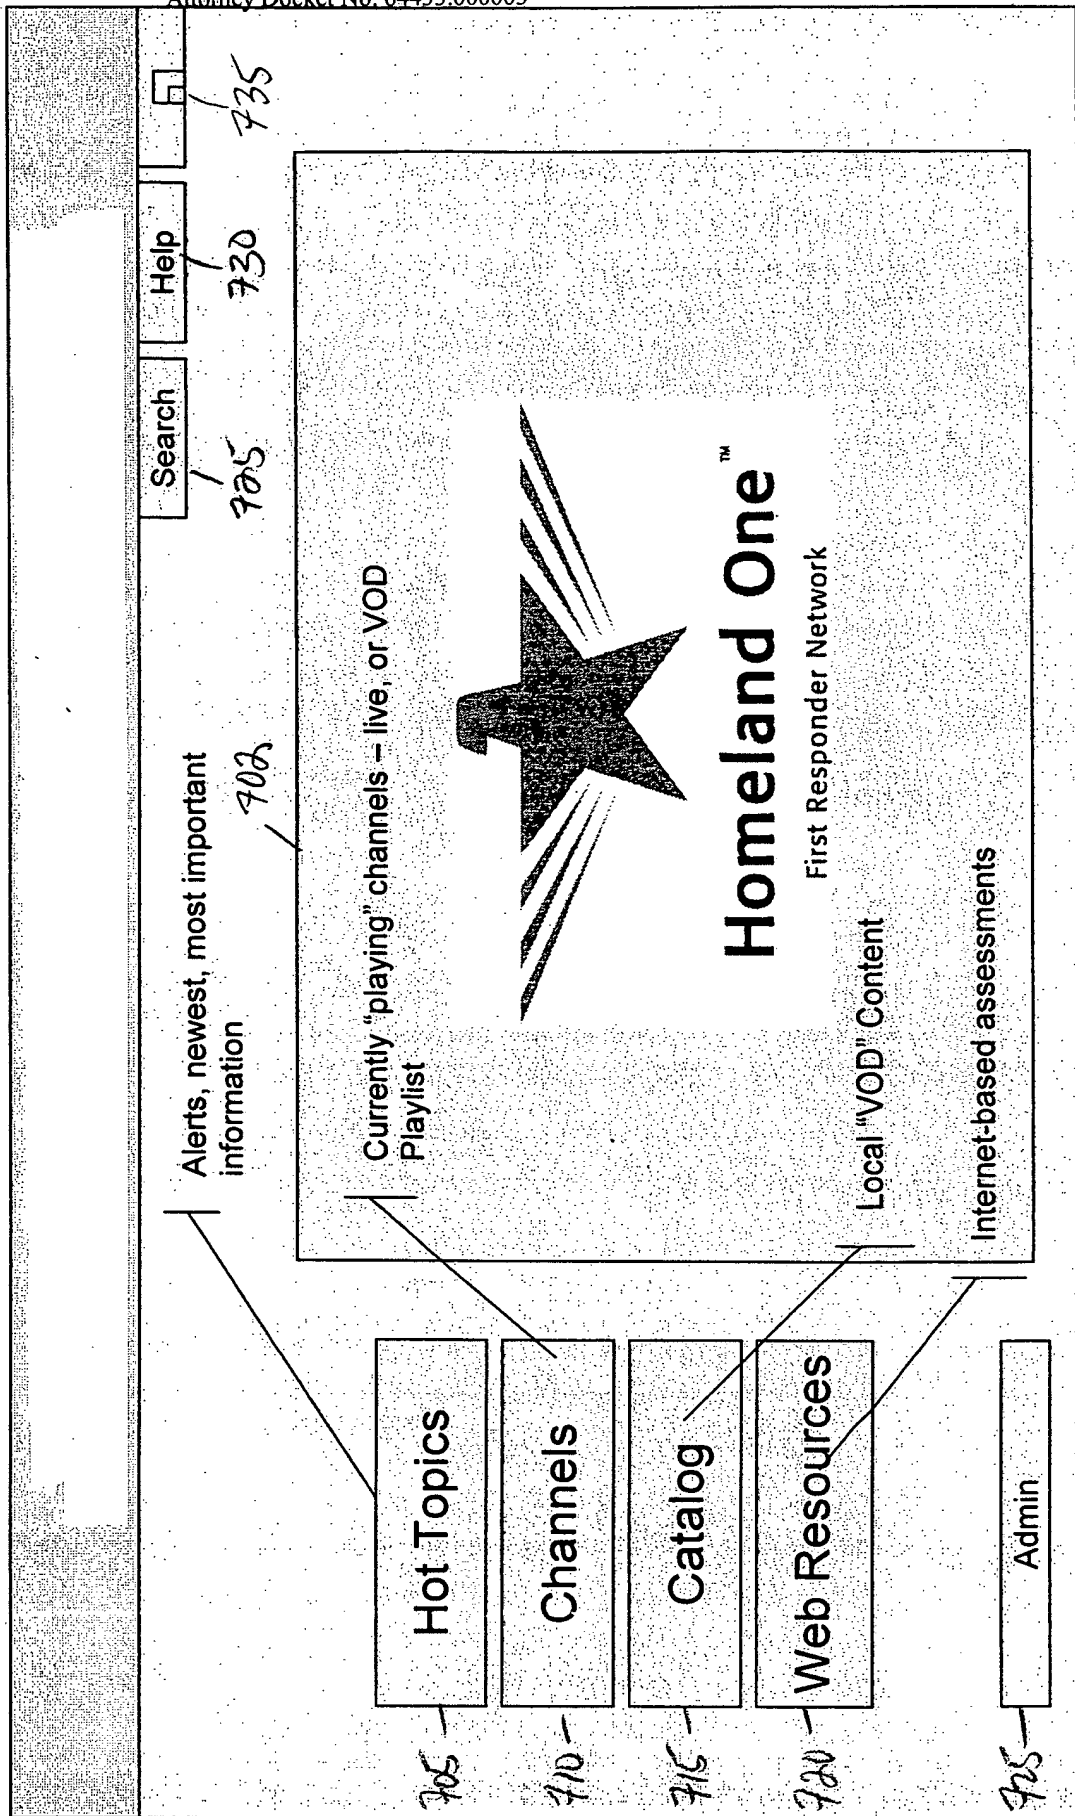 Attorney Docket No. 64453.000003
Search
Help
725
730
735
Alerts, newest, most important
information
702
Currently "playing" channels – live, or VOD
Playlist
Homeland One™
First Responder Network
Local "VOD" Content
Internet-based assessments
705
Hot Topics
710
Channels
715
Catalog
720
Web Resources
725
Admin